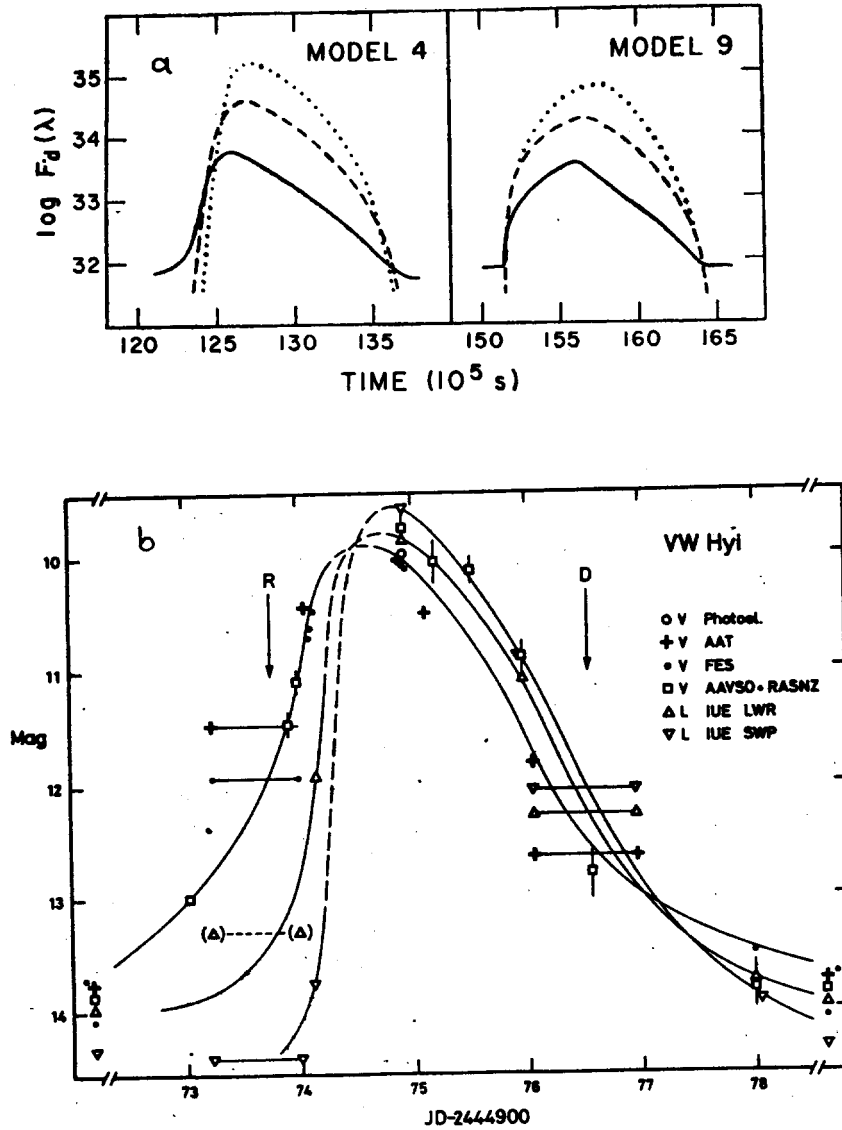 a
MODEL 4
MODEL 9
log F_d (λ)
35
34
33
32
120 125 130 135 150 155 160 165
TIME (10^5 s)
b
VW Hyi
R
D
o V Photoel.
+ V AAT
• V FES
□ V AAVSO+RASNZ
△ L IUE LWR
▽ L IUE SWP
Mag
10
11
12
13
14
(△)-----(△)
73 74 75 76 77 78
JD-2444900